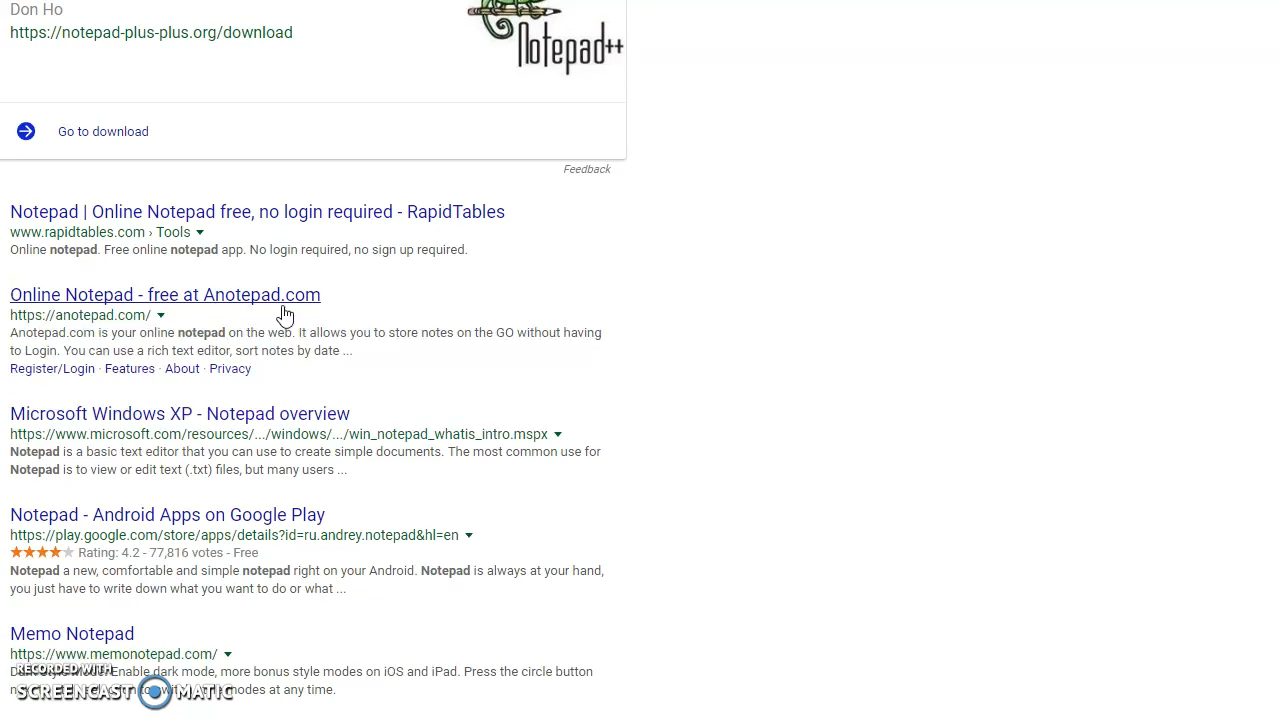 Don Ho
https://notepad-plus-plus.org/download
Notepad++
Go to download
Feedback
Notepad | Online Notepad free, no login required - RapidTables
www.rapidtables.com › Tools
Online notepad. Free online notepad app. No login required, no sign up required.
Online Notepad - free at Anotepad.com
https://anotepad.com/
Anotepad.com is your online notepad on the web. It allows you to store notes on the GO without having
to Login. You can use a rich text editor, sort notes by date ...
Register/Login · Features · About · Privacy
Microsoft Windows XP - Notepad overview
https://www.microsoft.com/resources/.../windows/.../win_notepad_whatis_intro.mspx
Notepad is a basic text editor that you can use to create simple documents. The most common use for
Notepad is to view or edit text (.txt) files, but many users ...
Notepad - Android Apps on Google Play
https://play.google.com/store/apps/details?id=ru.andrey.notepad&hl=en
Rating: 4.2 - 77,816 votes - Free
Notepad a new, comfortable and simple notepad right on your Android. Notepad is always at your hand,
you just have to write down what you want to do or what ...
Memo Notepad
https://www.memonotepad.com/
Enable dark mode, more bonus style modes on iOS and iPad. Press the circle button
modes at any time.
RECORDED WITH
SCREENCAST MATIC